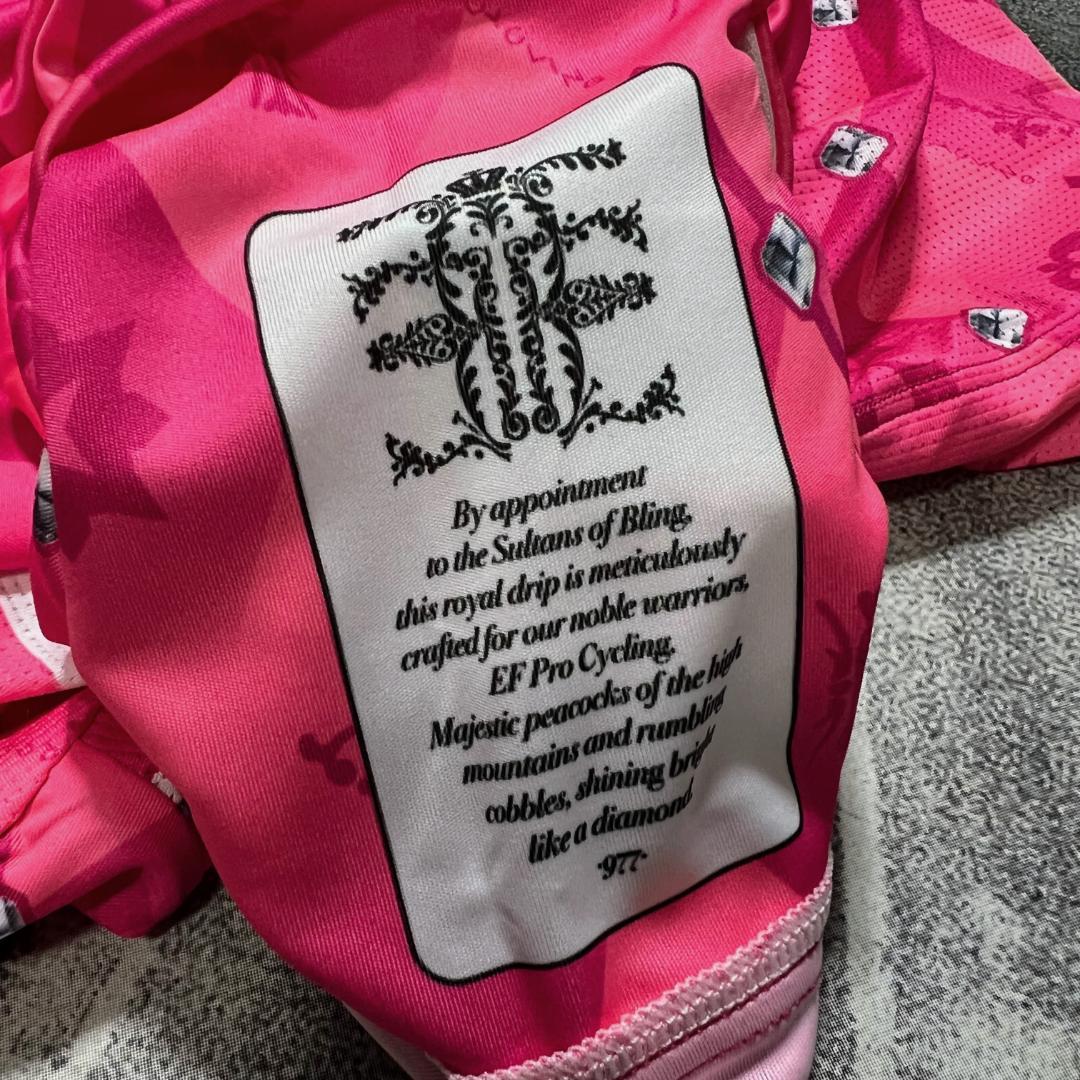 By appointment
to the Sultans of Bling,
this royal drip is meticulously
crafted for our noble warriors,
EF Pro Cycling.
Majestic peacocks of the high
mountains and rumbling
cobbles, shining bright
like a diamond.
·977·